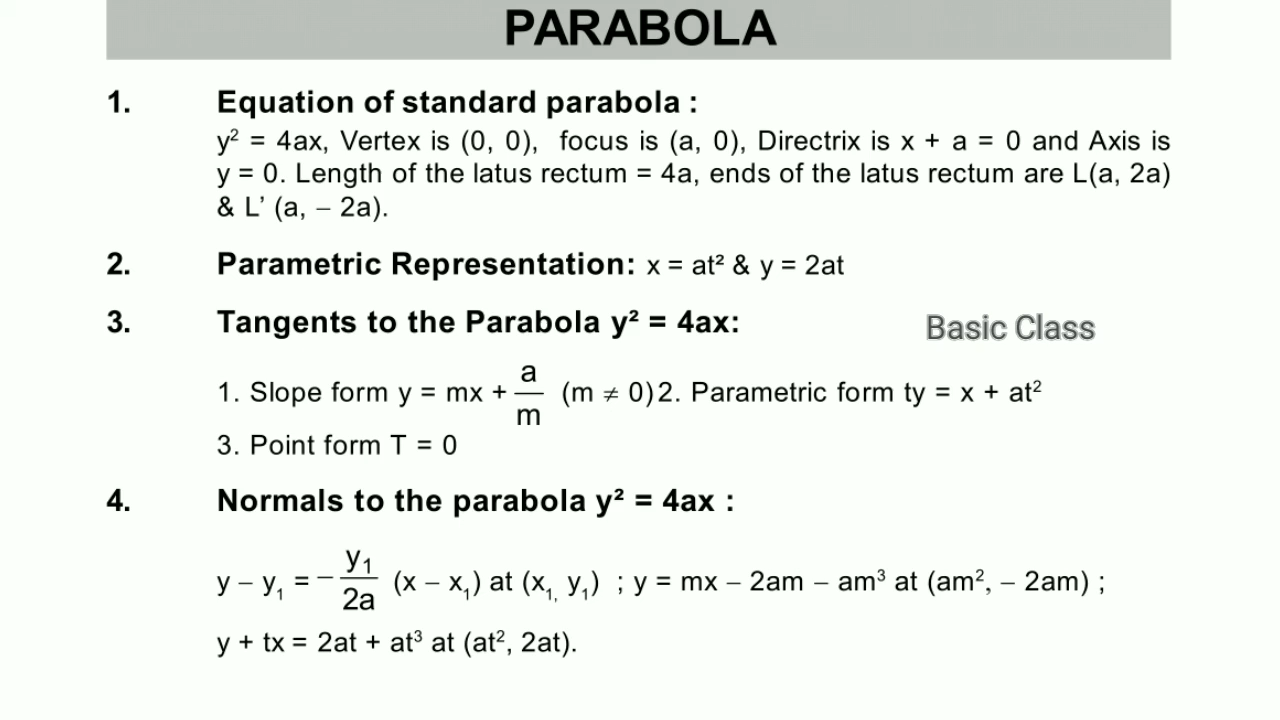 PARABOLA
1. Equation of standard parabola :
y² = 4ax, Vertex is (0, 0), focus is (a, 0), Directrix is x + a = 0 and Axis is
y = 0. Length of the latus rectum = 4a, ends of the latus rectum are L(a, 2a)
& L’ (a, – 2a).
2. Parametric Representation: x = at² & y = 2at
3. Tangents to the Parabola y² = 4ax:
Basic Class
1. Slope form y = mx + a/m (m ≠ 0) 2. Parametric form ty = x + at²
3. Point form T = 0
4. Normals to the parabola y² = 4ax :
y – y₁ = – y₁/2a (x – x₁) at (x₁, y₁) ; y = mx – 2am – am³ at (am², – 2am) ;
y + tx = 2at + at³ at (at², 2at).